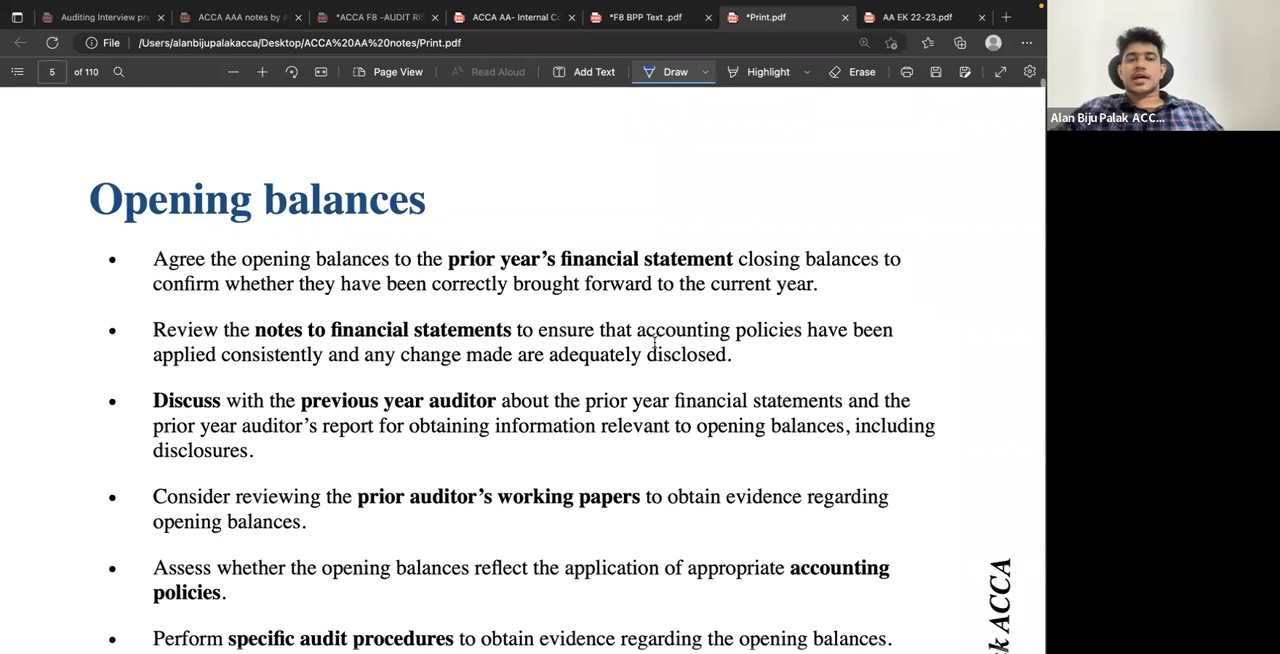 Auditing Interview pre
ACCA AAA notes by A
*ACCA F8 -AUDIT RIS
ACCA AA- Internal Co
*F8 BPP Text .pdf
*Print.pdf
AA EK 22-23.pdf
File
/Users/alanbijupalakacca/Desktop/ACCA%20AA%20notes/Print.pdf
5 of 110
Page View
Read Aloud
Add Text
Draw
Highlight
Erase
Alan Biju Palak ACC...
Opening balances
• Agree the opening balances to the prior year's financial statement closing balances to
confirm whether they have been correctly brought forward to the current year.
• Review the notes to financial statements to ensure that accounting policies have been
applied consistently and any change made are adequately disclosed.
• Discuss with the previous year auditor about the prior year financial statements and the
prior year auditor's report for obtaining information relevant to opening balances, including
disclosures.
• Consider reviewing the prior auditor's working papers to obtain evidence regarding
opening balances.
• Assess whether the opening balances reflect the application of appropriate accounting
policies.
• Perform specific audit procedures to obtain evidence regarding the opening balances.
k ACCA